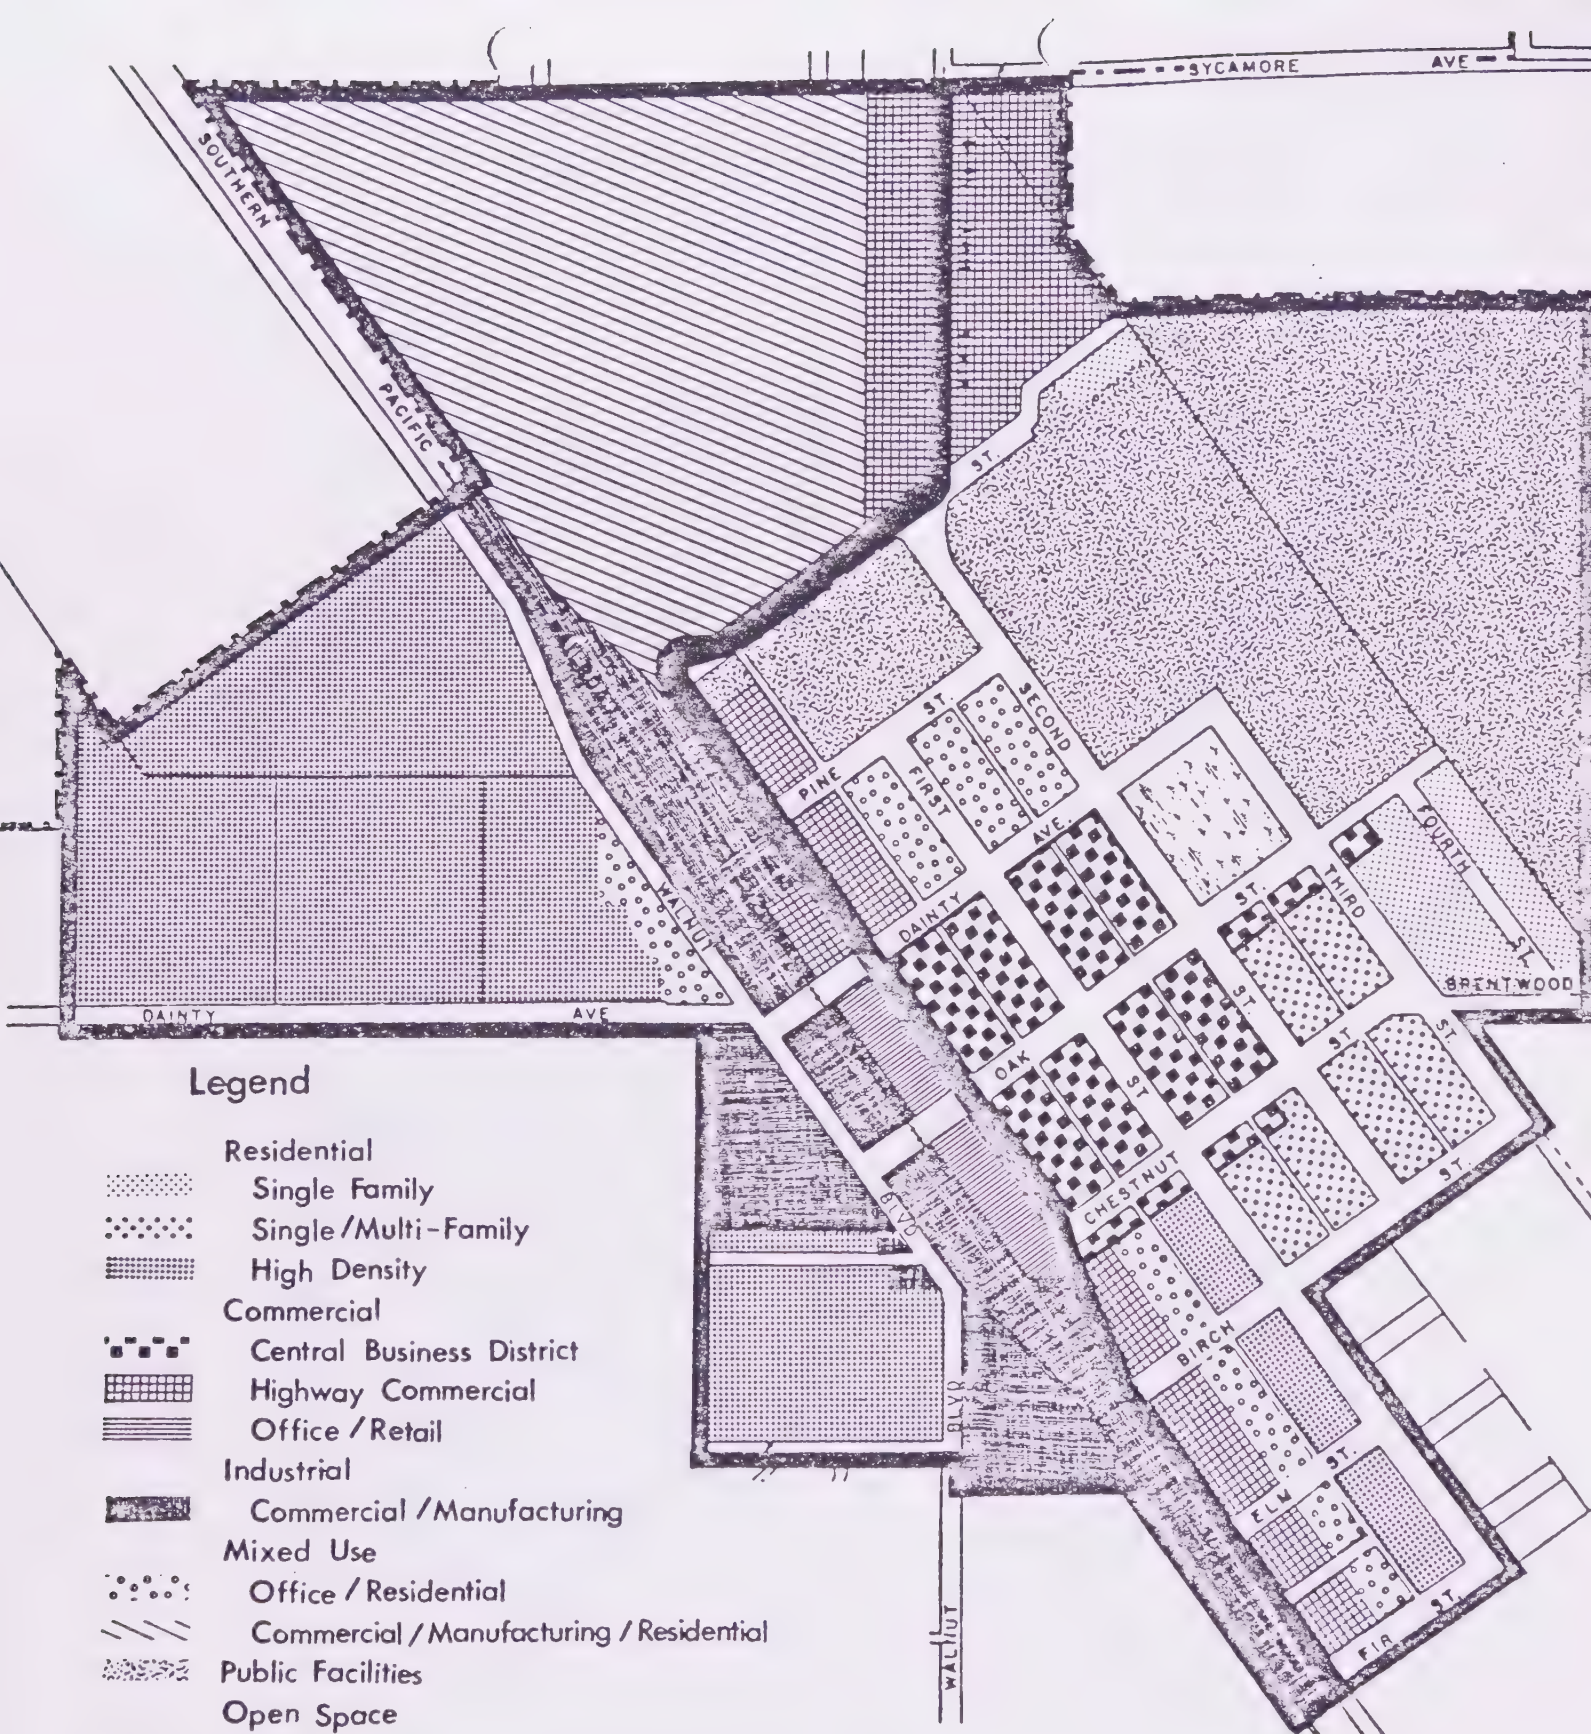 SYCAMORE AVE
SOUTHERN
PACIFIC
ST.
SECOND
ST.
FIRST
PINE
AVE.
DAINTY
FOURTH
ST.
THIRD
ST.
BRENTWOOD
WALNUT
DAINTY AVE
ST.
ST.
ST.
OAK
ST
CHESTNUT
ST.
BLVD
BIRCH
ST.
BLVD
ELM
ST.
FIR
WALNUT
Legend
Residential
Single Family
Single/Multi-Family
High Density
Commercial
Central Business District
Highway Commercial
Office/Retail
Industrial
Commercial/Manufacturing
Mixed Use
Office/Residential
Commercial/Manufacturing/Residential
Public Facilities
Open Space